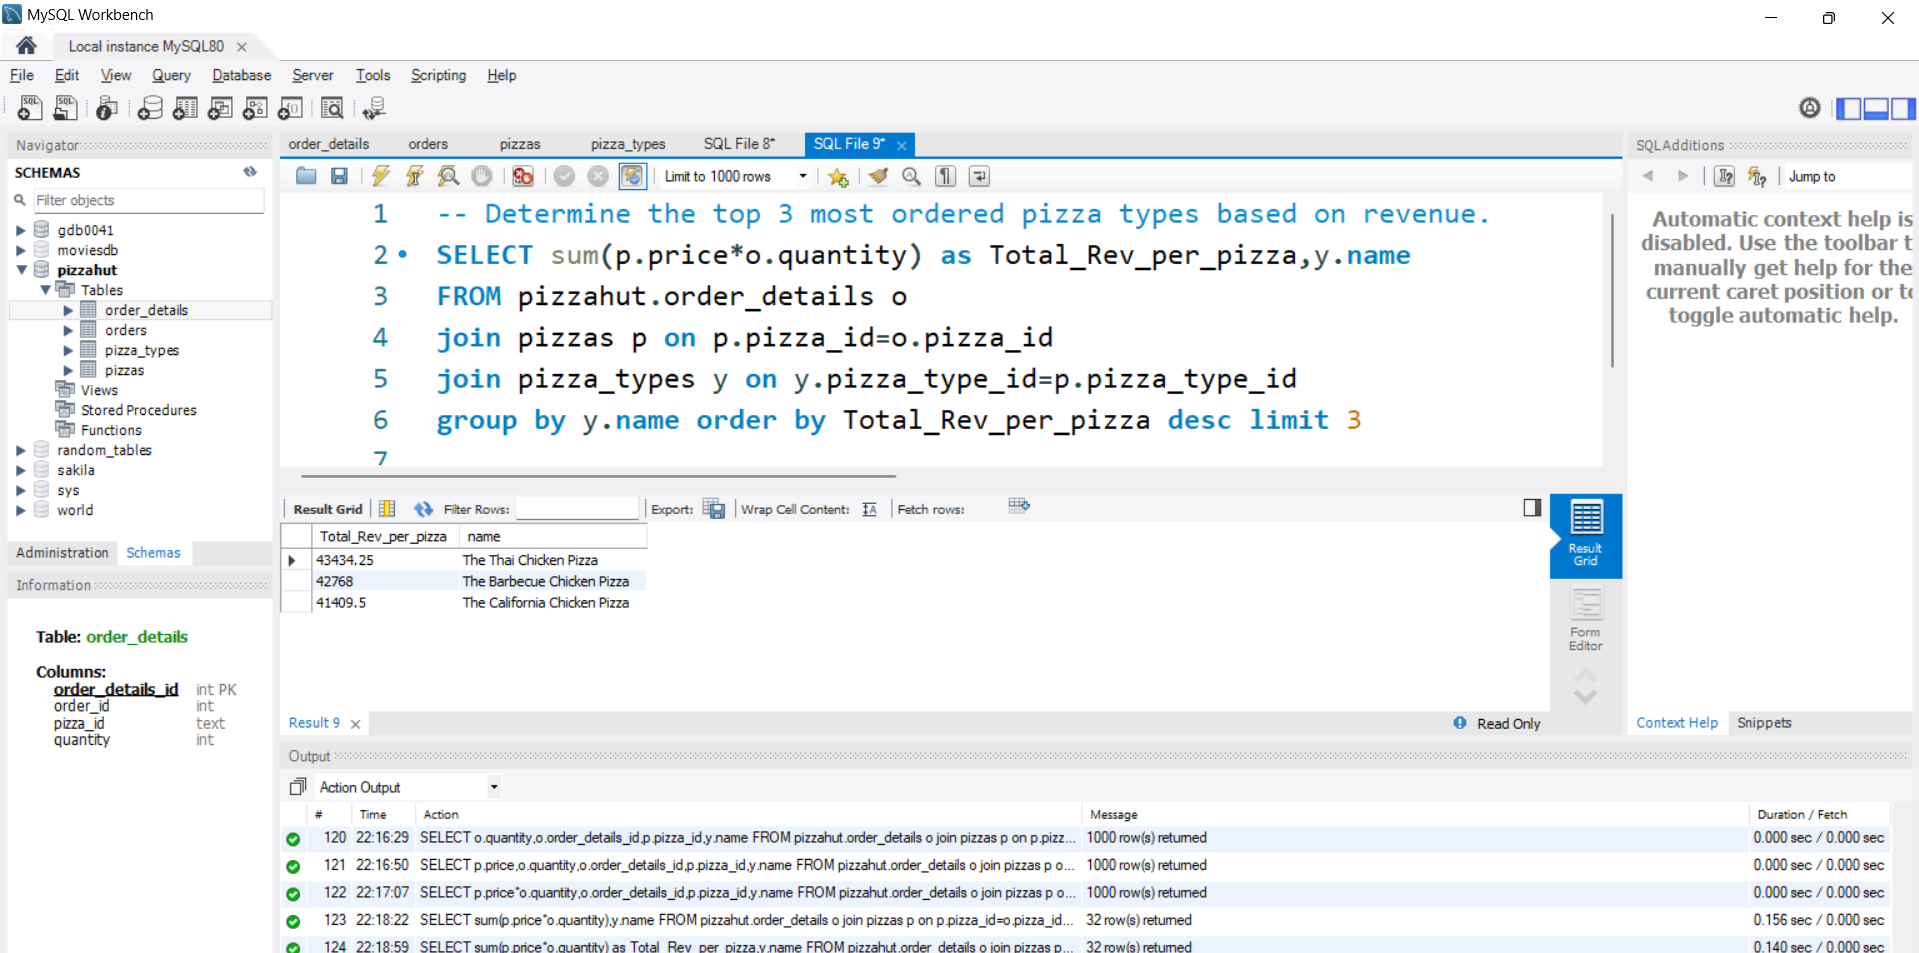 MySQL Workbench
Local instance MySQL80
File Edit View Query Database Server Tools Scripting Help
Navigator
SCHEMAS
Filter objects
gdb0041
moviesdb
pizzahut
Tables
order_details
orders
pizza_types
pizzas
Views
Stored Procedures
Functions
random_tables
sakila
sys
world
Administration Schemas
Information
Table: order_details
Columns:
order_details_id int PK
order_id int
pizza_id text
quantity int
order_details orders pizzas pizza_types SQL File 8* SQL File 9*
Limit to 1000 rows
1 -- Determine the top 3 most ordered pizza types based on revenue.
2 SELECT sum(p.price*o.quantity) as Total_Rev_per_pizza,y.name
3 FROM pizzahut.order_details o
4 join pizzas p on p.pizza_id=o.pizza_id
5 join pizza_types y on y.pizza_type_id=p.pizza_type_id
6 group by y.name order by Total_Rev_per_pizza desc limit 3
7
Result Grid Filter Rows: Export: Wrap Cell Content: Fetch rows:
Total_Rev_per_pizza name
43434.25 The Thai Chicken Pizza
42768 The Barbecue Chicken Pizza
41409.5 The California Chicken Pizza
Result Grid
Form Editor
Result 9
Read Only
SQLAdditions
Jump to
Automatic context help is
disabled. Use the toolbar t
manually get help for the
current caret position or to
toggle automatic help.
Context Help Snippets
Output
Action Output
# Time Action Message Duration / Fetch
120 22:16:29 SELECT o.quantity,o.order_details_id,p.pizza_id,y.name FROM pizzahut.order_details o join pizzas p on p.pizz... 1000 row(s) returned 0.000 sec / 0.000 sec
121 22:16:50 SELECT p.price,o.quantity,o.order_details_id,p.pizza_id,y.name FROM pizzahut.order_details o join pizzas p o... 1000 row(s) returned 0.000 sec / 0.000 sec
122 22:17:07 SELECT p.price*o.quantity,o.order_details_id,p.pizza_id,y.name FROM pizzahut.order_details o join pizzas p o... 1000 row(s) returned 0.000 sec / 0.000 sec
123 22:18:22 SELECT sum(p.price*o.quantity),y.name FROM pizzahut.order_details o join pizzas p on p.pizza_id=o.pizza_id... 32 row(s) returned 0.156 sec / 0.000 sec
124 22:18:59 SELECT sum(p.price*o.quantity) as Total_Rev_per_pizza,y.name FROM pizzahut.order_details o join pizzas p... 32 row(s) returned 0.140 sec / 0.000 sec